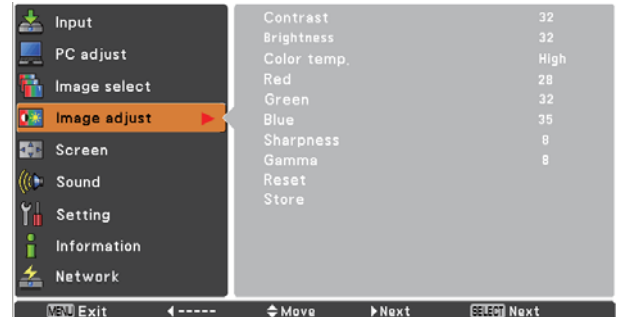 Input
PC adjust
Image select
Image adjust
Screen
Sound
Setting
Information
Network
Contrast 32
Brightness 32
Color temp. High
Red 28
Green 32
Blue 35
Sharpness 8
Gamma 8
Reset
Store
MENU Exit ◀----- ◆Move ▶Next SELECT Next